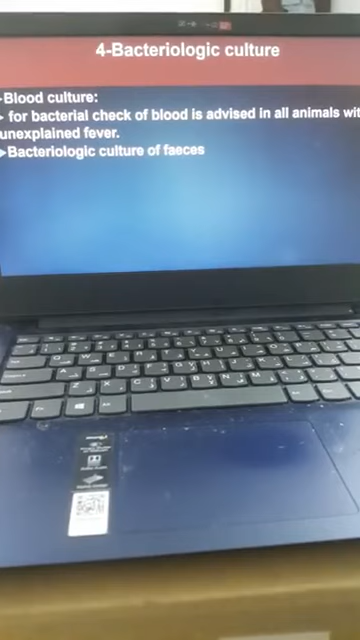 4-Bacteriologic culture
Blood culture:
for bacterial check of blood is advised in all animals
unexplained fever.
Bacteriologic culture of faeces